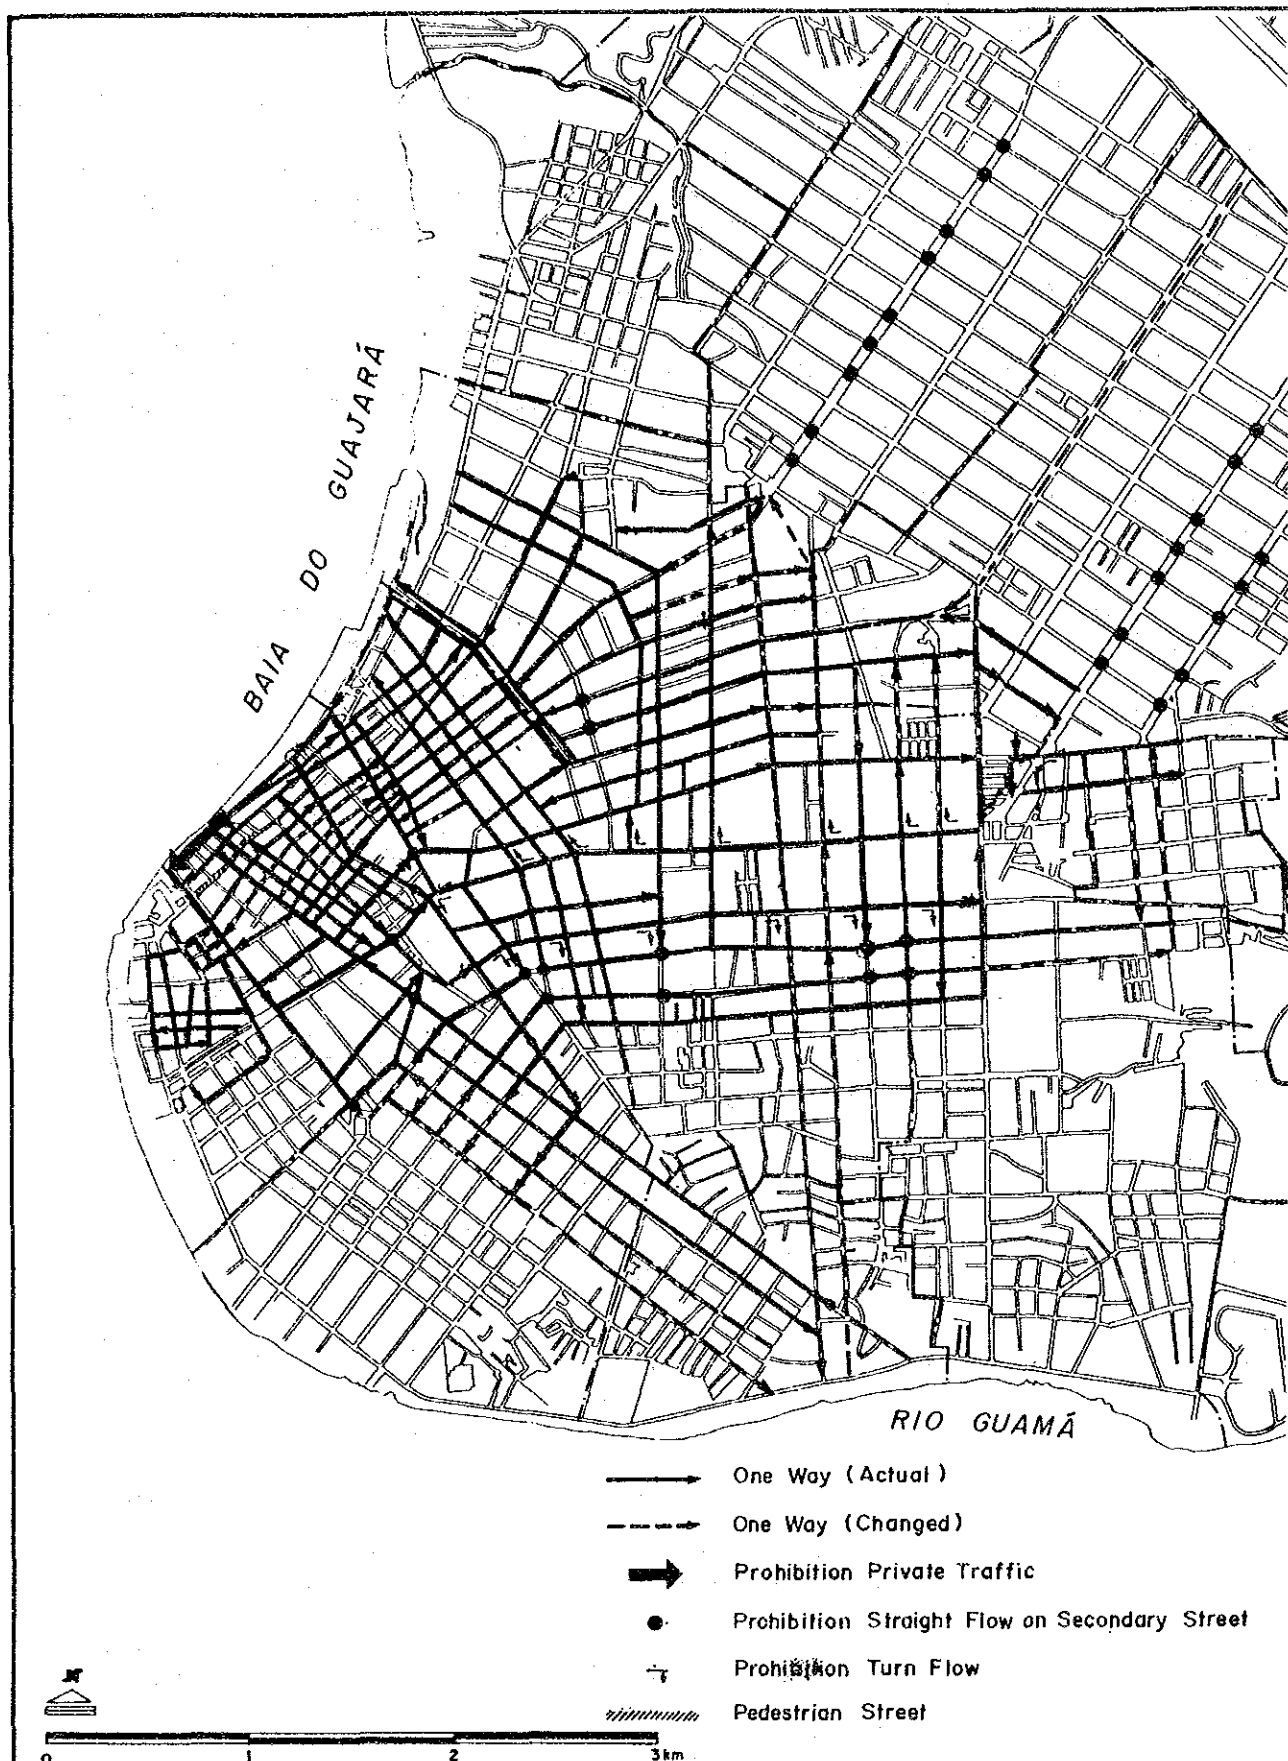 BAIA DO GUAJARÁ
RIO GUAMÁ
One Way (Actual)
One Way (Changed)
Prohibition Private Traffic
Prohibition Straight Flow on Secondary Street
Prohibition Turn Flow
Pedestrian Street
N
0 1 2 3km